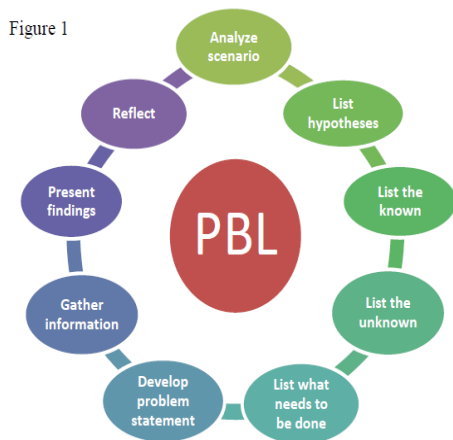 Figure 1
Analyze
scenario
List
hypotheses
List the
known
List the
unknown
List what
needs to
be done
Develop
problem
statement
Gather
information
Present
findings
Reflect
PBL